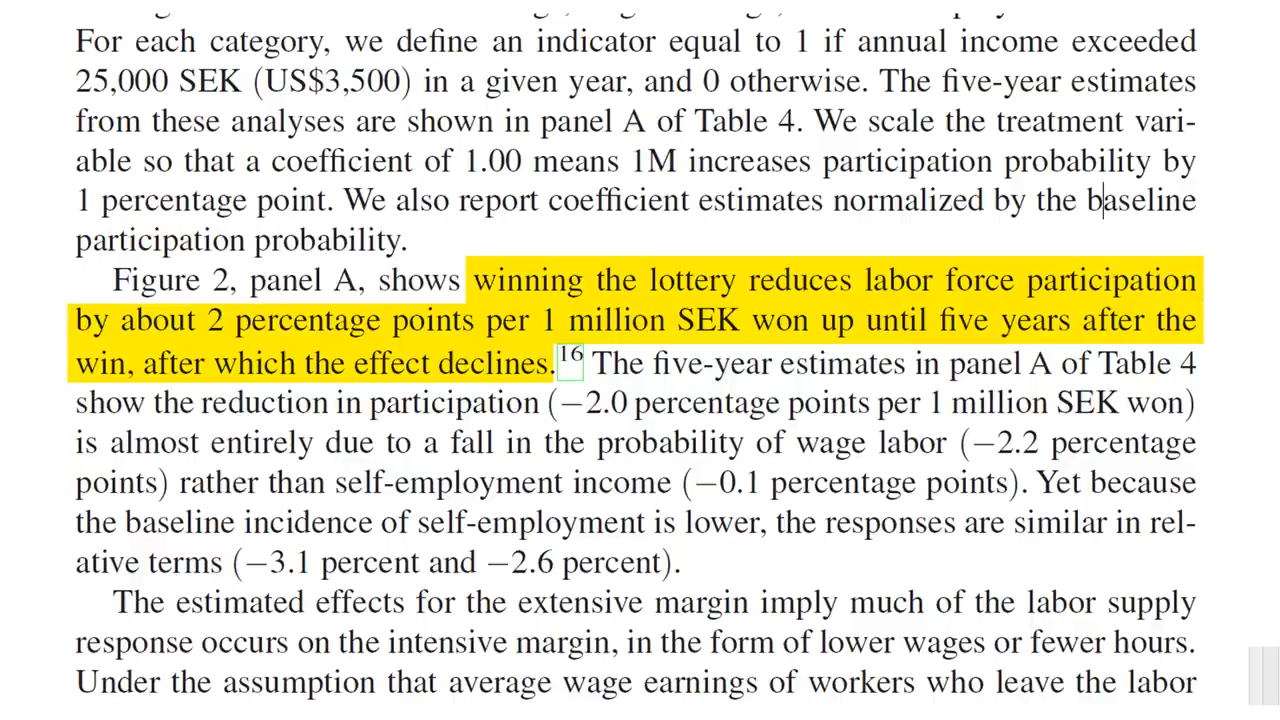 For each category, we define an indicator equal to 1 if annual income exceeded
25,000 SEK (US$3,500) in a given year, and 0 otherwise. The five-year estimates
from these analyses are shown in panel A of Table 4. We scale the treatment vari-
able so that a coefficient of 1.00 means 1M increases participation probability by
1 percentage point. We also report coefficient estimates normalized by the baseline
participation probability.
Figure 2, panel A, shows winning the lottery reduces labor force participation
by about 2 percentage points per 1 million SEK won up until five years after the
win, after which the effect declines.16 The five-year estimates in panel A of Table 4
show the reduction in participation (−2.0 percentage points per 1 million SEK won)
is almost entirely due to a fall in the probability of wage labor (−2.2 percentage
points) rather than self-employment income (−0.1 percentage points). Yet because
the baseline incidence of self-employment is lower, the responses are similar in rel-
ative terms (−3.1 percent and −2.6 percent).
The estimated effects for the extensive margin imply much of the labor supply
response occurs on the intensive margin, in the form of lower wages or fewer hours.
Under the assumption that average wage earnings of workers who leave the labor